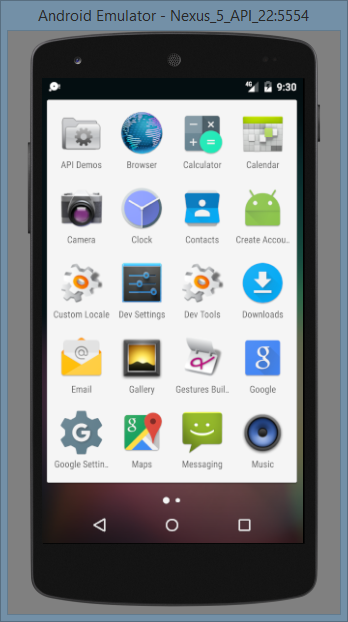 Android Emulator - Nexus_5_API_22:5554
4G 9:30
API Demos Browser Calculator Calendar
Camera Clock Contacts Create Accou..
Custom Locale Dev Settings Dev Tools Downloads
@
Email Gallery Gestures Buil.. Google
Google Settin.. Maps Messaging Music